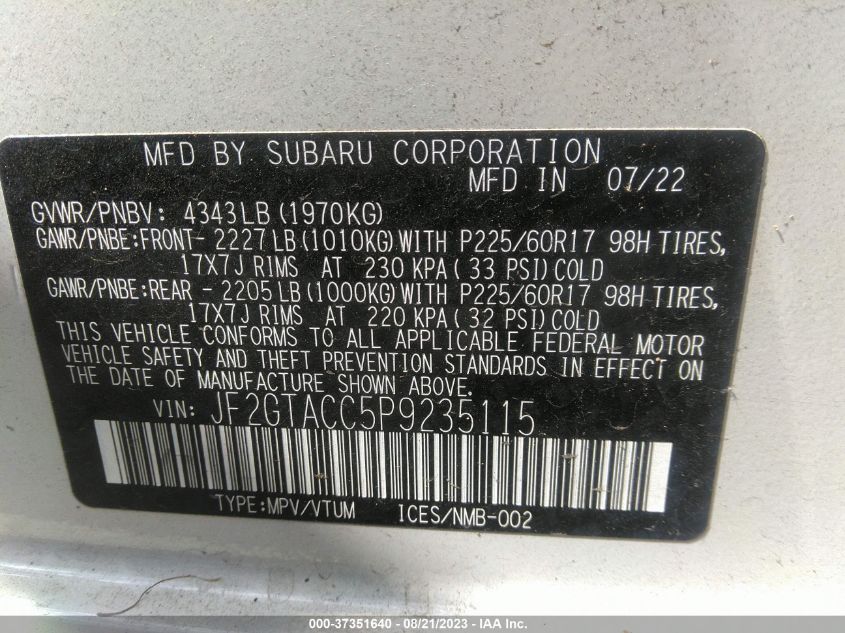 MFD BY SUBARU CORPORATION
MFD IN 07/22
GVWR/PNBV: 4343LB (1970KG)
GAWR/PNBE:FRONT- 2227 LB (1010KG) WITH P225/60R17 98H TIRES,
17X7J RIMS AT 230 KPA ( 33 PSI) COLD
GAWR/PNBE:REAR - 2205 LB (1000KG) WITH P225/60R17 98H TIRES,
17X7J RIMS AT 220 KPA ( 32 PSI) COLD
THIS VEHICLE CONFORMS TO ALL APPLICABLE FEDERAL MOTOR
VEHICLE SAFETY AND THEFT PREVENTION STANDARDS IN EFFECT ON
THE DATE OF MANUFACTURE SHOWN ABOVE.
VIN: JF2GTACC5P9235115
TYPE:MPV/VTUM ICES/NMB-002
000-37351640 - 08/21/2023 - IAA Inc.